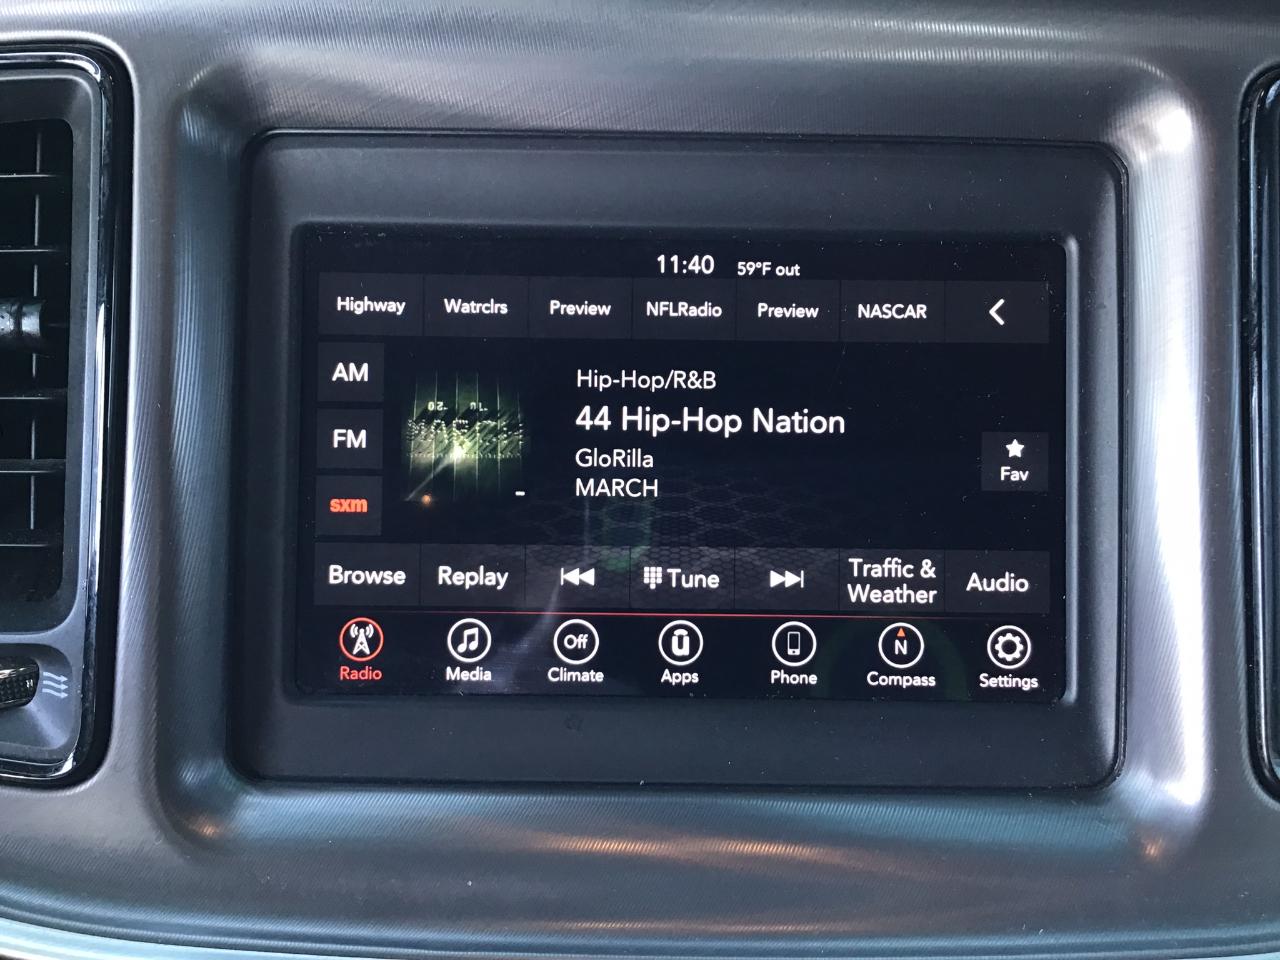 11:40 59°F out
Highway Watrclrs Preview NFLRadio Preview NASCAR
AM
Hip-Hop/R&B
44 Hip-Hop Nation
FM
GloRilla
MARCH
Fav
sxm
Browse Replay Tune Traffic & Weather Audio
Off N
Radio Media Climate Apps Phone Compass Settings